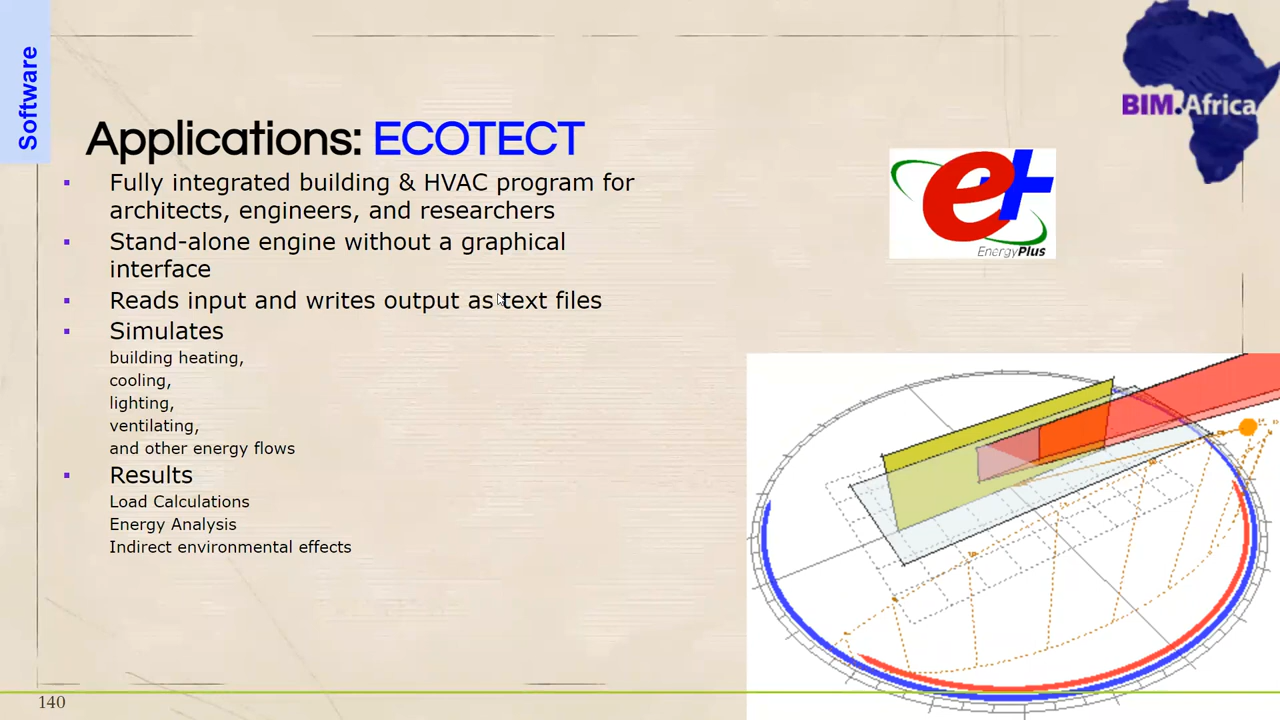 Software
BIM.Africa
Applications: ECOTECT
Fully integrated building & HVAC program for
architects, engineers, and researchers
Stand-alone engine without a graphical
interface
Reads input and writes output as text files
Simulates
building heating,
cooling,
lighting,
ventilating,
and other energy flows
Results
Load Calculations
Energy Analysis
Indirect environmental effects
e+
EnergyPlus
140